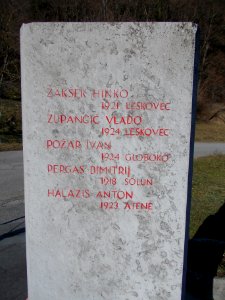 ZAKŠEK HINKO
1921 LESKOVEC
ZUPANČIČ VLADO
1924 LESKOVEC
POŽAR IVAN
1924 GLOBOKO
PERGAS DIMITRIJ
1918 SOLUN
HALAZIS ANTON
1923 ATENE